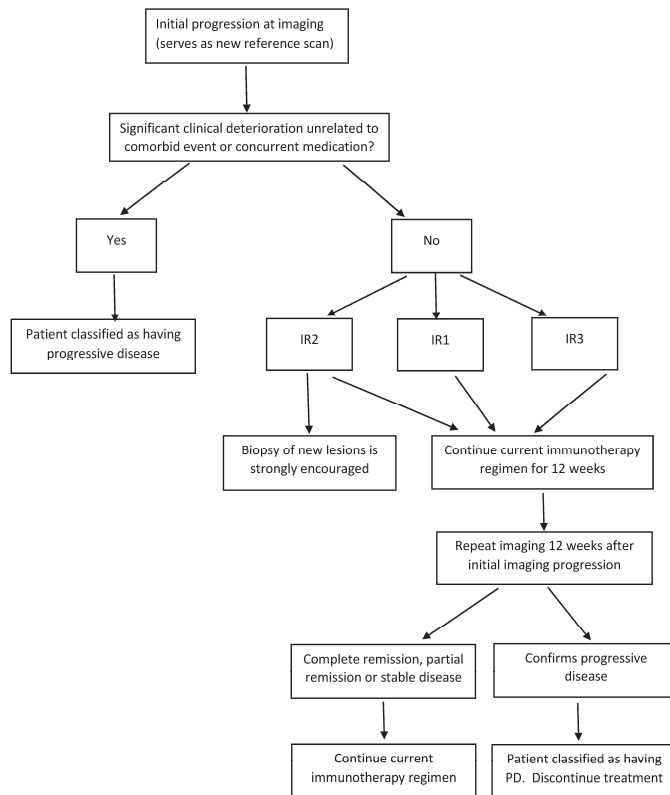 Initial progression at imaging
(serves as new reference scan)
Significant clinical deterioration unrelated to
comorbid event or concurrent medication?
Yes
No
Patient classified as having
progressive disease
IR2
IR1
IR3
Biopsy of new lesions is
strongly encouraged
Continue current immunotherapy
regimen for 12 weeks
Repeat imaging 12 weeks after
initial imaging progression
Complete remission, partial
remission or stable disease
Confirms progressive
disease
Continue current
immunotherapy regimen
Patient classified as having
PD. Discontinue treatment